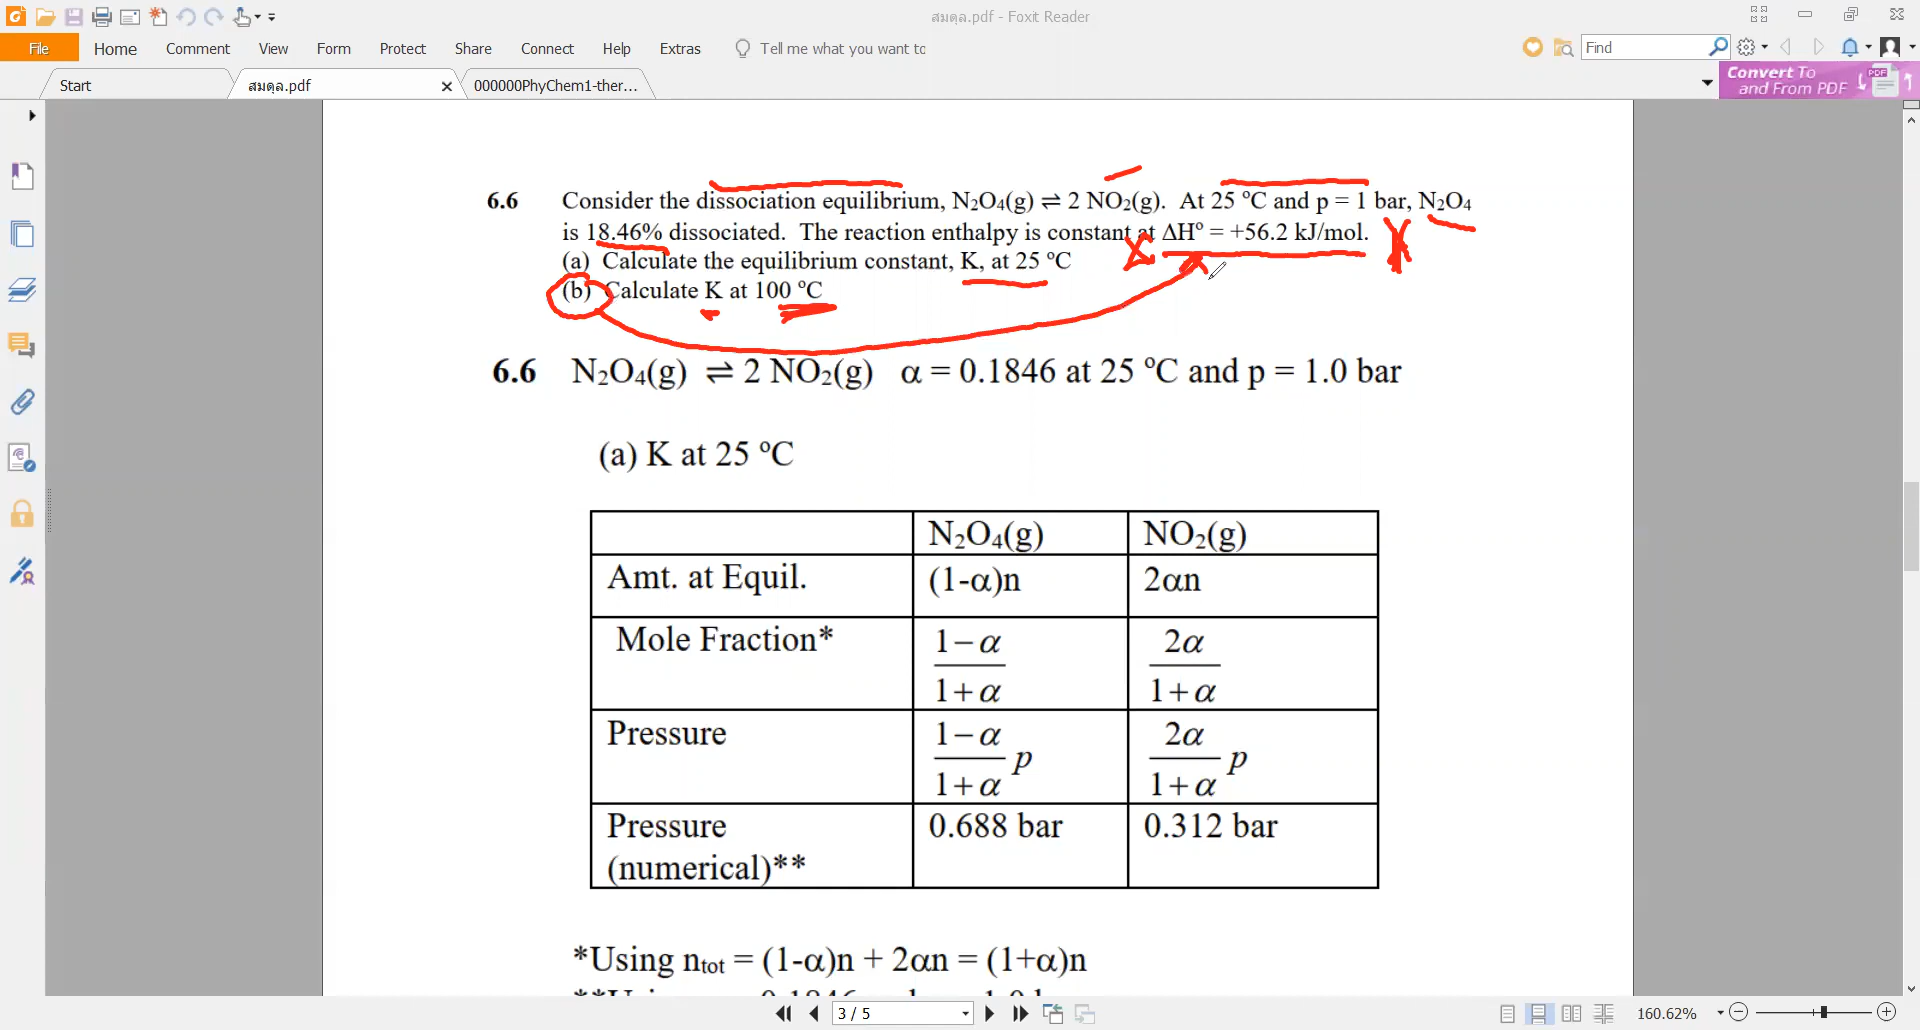 สมดุล.pdf - Foxit Reader
File Home Comment View Form Protect Share Connect Help Extras Tell me what you want to Find
Start สมดุล.pdf 000000PhyChem1-ther... Convert To and From PDF
6.6 Consider the dissociation equilibrium, N₂O₄(g) ⇌ 2 NO₂(g). At 25 ºC and p = 1 bar, N₂O₄
is 18.46% dissociated. The reaction enthalpy is constant at ΔHº = +56.2 kJ/mol.
(a) Calculate the equilibrium constant, K, at 25 ºC
(b) Calculate K at 100 ºC
6.6 N₂O₄(g) ⇌ 2 NO₂(g) α = 0.1846 at 25 ºC and p = 1.0 bar
(a) K at 25 ºC
N₂O₄(g) NO₂(g)
Amt. at Equil. (1-α)n 2αn
Mole Fraction* (1−α)/(1+α) 2α/(1+α)
Pressure (1−α)/(1+α) p 2α/(1+α) p
Pressure (numerical)** 0.688 bar 0.312 bar
*Using ntot = (1-α)n + 2αn = (1+α)n
3 / 5 160.62%